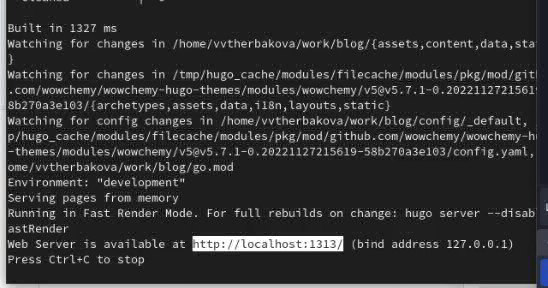 Built in 1327 ms
Watching for changes in /home/vvtherbakova/work/blog/{assets,content,data,stat
}
Watching for changes in /tmp/hugo_cache/modules/filecache/modules/pkg/mod/gith
.com/wowchemy/wowchemy-hugo-themes/modules/wowchemy/v5@v5.7.1-0.20221127215619
8b270a3e103/{archetypes,assets,data,i18n,layouts,static}
Watching for config changes in /home/vvtherbakova/work/blog/config/_default,
p/hugo_cache/modules/filecache/modules/pkg/mod/github.com/wowchemy/wowchemy-hu
-themes/modules/wowchemy/v5@v5.7.1-0.20221127215619-58b270a3e103/config.yaml,
ome/vvtherbakova/work/blog/go.mod
Environment: "development"
Serving pages from memory
Running in Fast Render Mode. For full rebuilds on change: hugo server --disab
astRender
Web Server is available at http://localhost:1313/ (bind address 127.0.0.1)
Press Ctrl+C to stop